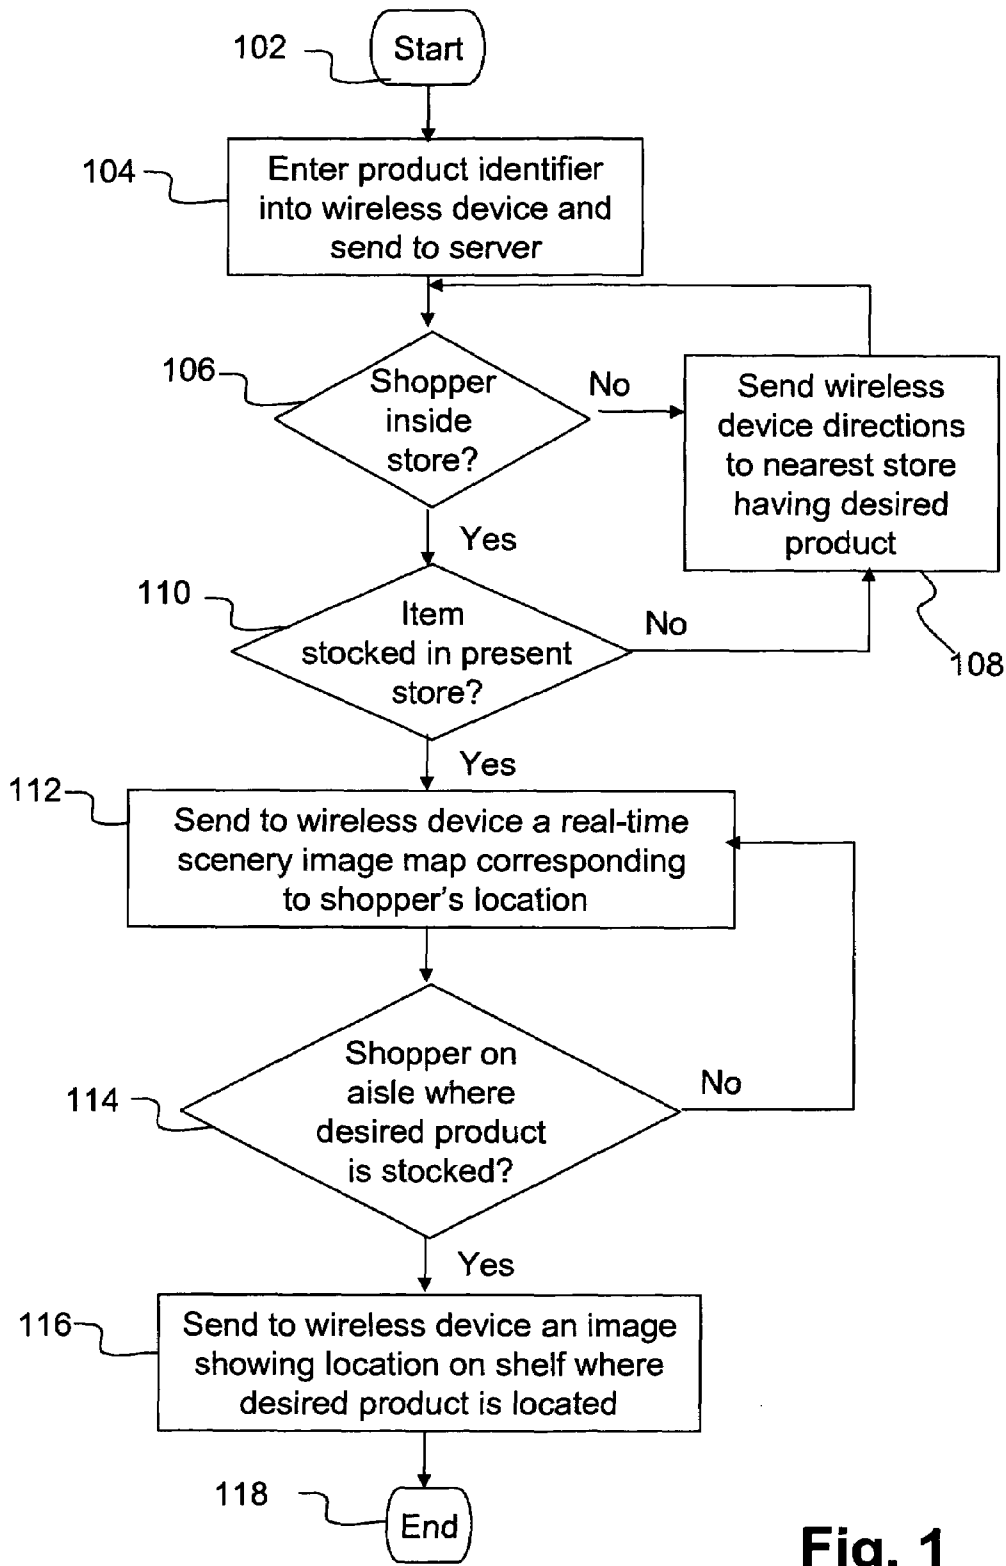 102
Start
104
Enter product identifier
into wireless device and
send to server
106
Shopper
inside
store?
No
Send wireless
device directions
to nearest store
having desired
product
108
Yes
110
Item
stocked in present
store?
No
Yes
112
Send to wireless device a real-time
scenery image map corresponding
to shopper's location
114
Shopper on
aisle where
desired product
is stocked?
No
Yes
116
Send to wireless device an image
showing location on shelf where
desired product is located
118
End
Fig. 1